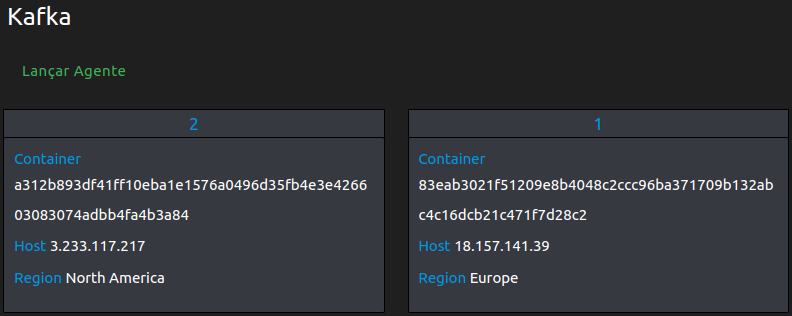 Kafka
Lançar Agente
2
Container
a312b893df41ff10eba1e1576a0496d35fb4e3e4266
03083074adbb4fa4b3a84
Host 3.233.117.217
Region North America
1
Container
83eab3021f51209e8b4048c2ccc96ba371709b132ab
c4c16dcb21c471f7d28c2
Host 18.157.141.39
Region Europe